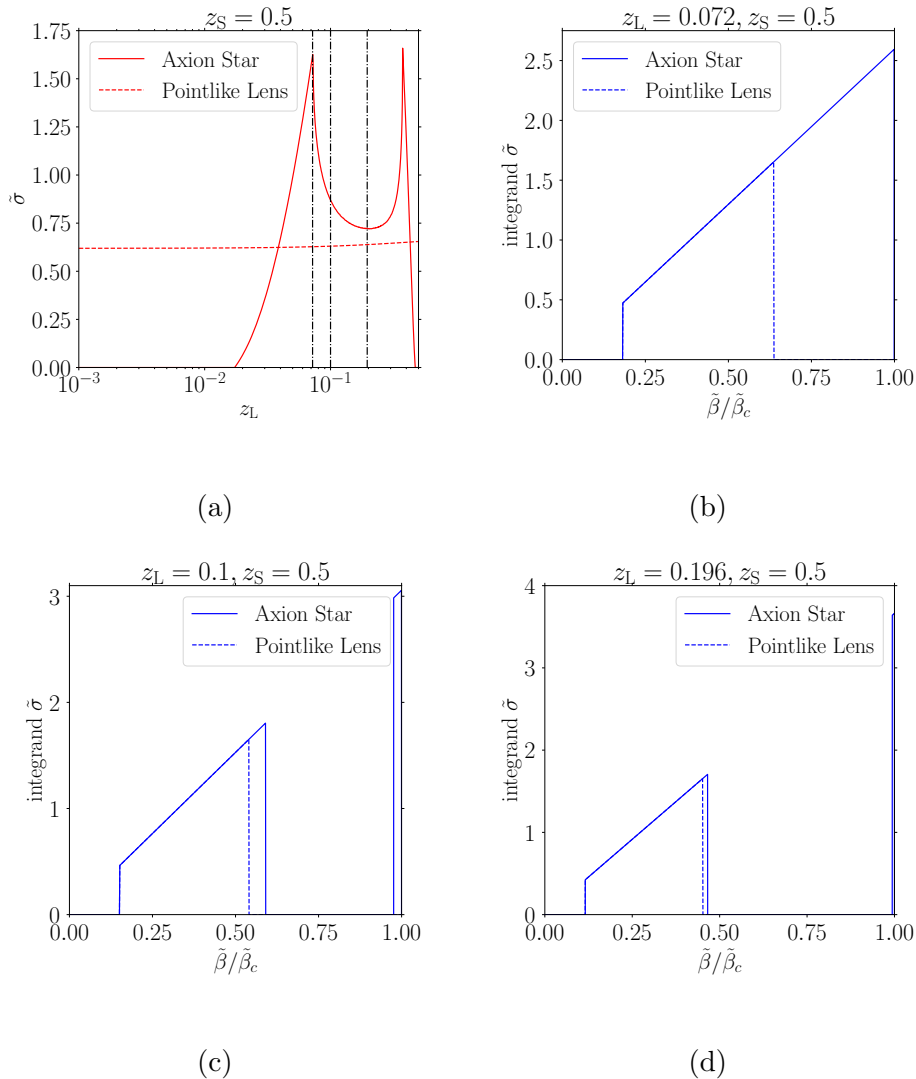 z_S = 0.5
1.75
1.50
1.25
1.00
0.75
0.50
0.25
0.00
σ̃
Axion Star
Pointlike Lens
10⁻³
10⁻²
10⁻¹
z_L
(a)
z_L = 0.072, z_S = 0.5
2.5
2.0
1.5
1.0
0.5
0.0
integrand σ̃
Axion Star
Pointlike Lens
0.00
0.25
0.50
0.75
1.00
β̃/β̃_c
(b)
z_L = 0.1, z_S = 0.5
3
2
1
0
integrand σ̃
Axion Star
Pointlike Lens
0.00
0.25
0.50
0.75
1.00
β̃/β̃_c
(c)
z_L = 0.196, z_S = 0.5
4
3
2
1
0
integrand σ̃
Axion Star
Pointlike Lens
0.00
0.25
0.50
0.75
1.00
β̃/β̃_c
(d)